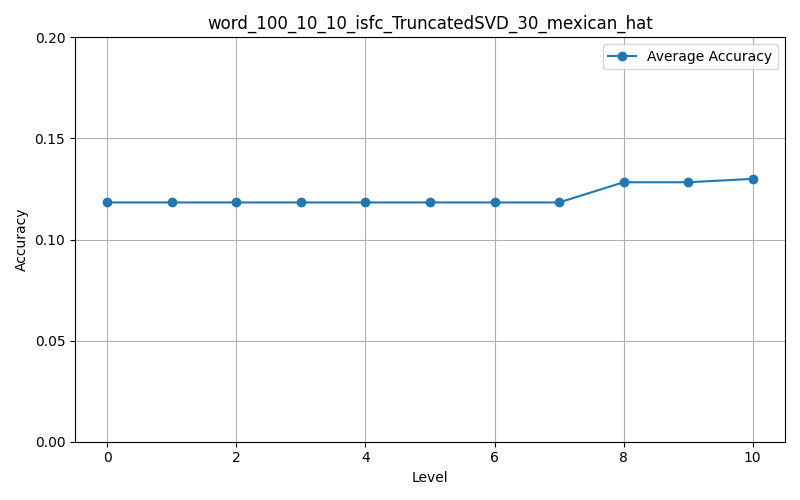 word_100_10_10_isfc_TruncatedSVD_30_mexican_hat
Average Accuracy
0.20
0.15
0.10
0.05
0.00
Accuracy
0 2 4 6 8 10
Level